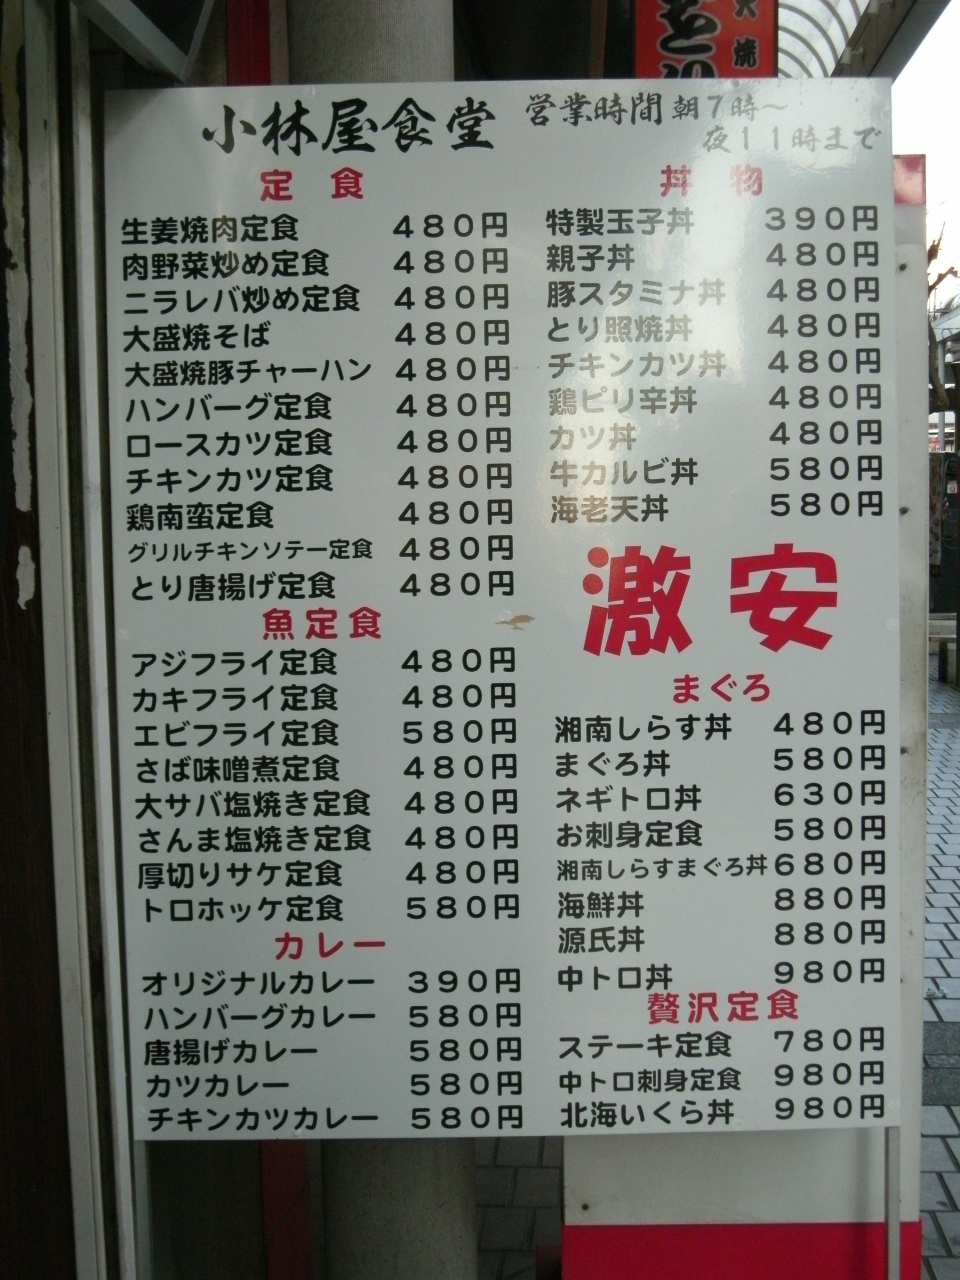 小林屋食堂
営業時間 朝7時～
夜11時まで
定食
生姜焼肉定食 480円
肉野菜炒め定食 480円
ニラレバ炒め定食 480円
大盛焼そば 480円
大盛焼豚チャーハン 480円
ハンバーグ定食 480円
ロースカツ定食 480円
チキンカツ定食 480円
鶏南蛮定食 480円
グリルチキンソテー定食 480円
とり唐揚げ定食 480円
魚定食
アジフライ定食 480円
カキフライ定食 480円
エビフライ定食 580円
さば味噌煮定食 480円
大サバ塩焼き定食 480円
さんま塩焼き定食 480円
厚切りサケ定食 480円
トロホッケ定食 580円
カレー
オリジナルカレー 390円
ハンバーグカレー 580円
唐揚げカレー 580円
カツカレー 580円
チキンカツカレー 580円
丼物
特製玉子丼 390円
親子丼 480円
豚スタミナ丼 480円
とり照焼丼 480円
チキンカツ丼 480円
鶏ピリ辛丼 480円
カツ丼 480円
牛カルビ丼 580円
海老天丼 580円
激安
まぐろ
湘南しらす丼 480円
まぐろ丼 580円
ネギトロ丼 630円
お刺身定食 580円
湘南しらすまぐろ丼 680円
海鮮丼 880円
源氏丼 880円
中トロ丼 980円
贅沢定食
ステーキ定食 780円
中トロ刺身定食 980円
北海いくら丼 980円